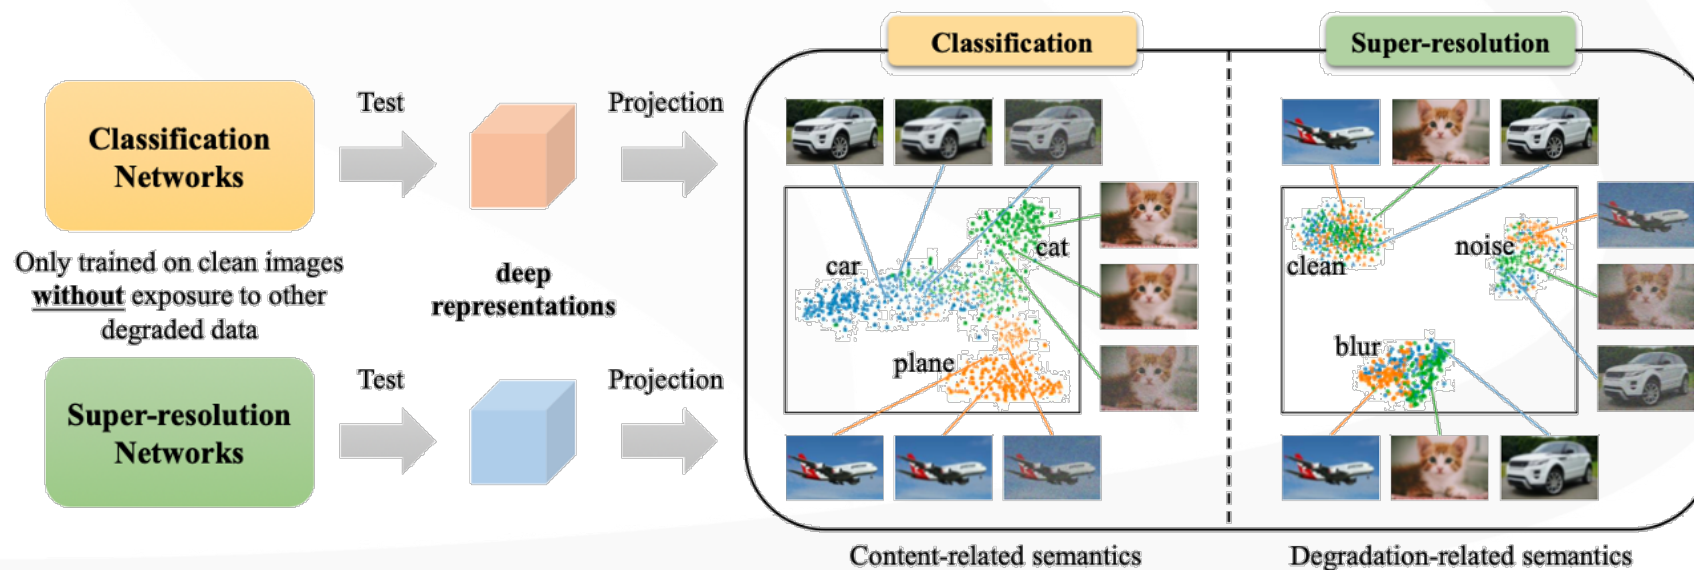 Classification
Networks
Only trained on clean images
without exposure to other
degraded data
Super-resolution
Networks
Test
Projection
deep
representations
Test
Projection
Classification
car
cat
plane
Content-related semantics
Super-resolution
clean
noise
blur
Degradation-related semantics